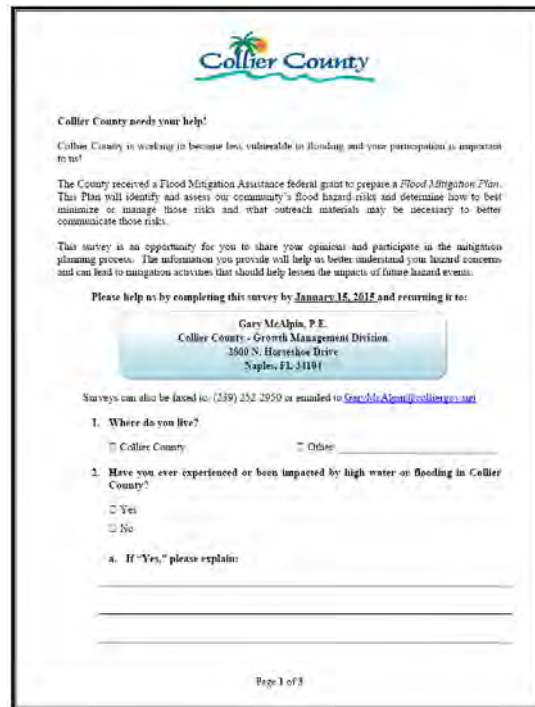 Collier County
Collier County needs your help!
Collier County is working to become less vulnerable to flooding and your participation is important
to us!
The County received a Flood Mitigation Assistance federal grant to prepare a Flood Mitigation Plan.
This Plan will identify and assess our community's flood hazard risks and determine how to best
minimize or manage those risks and what outreach materials may be necessary to better
communicate those risks.
This survey is an opportunity for you to share your opinions and participate in the mitigation
planning process. The information you provide will help us better understand your hazard concerns
and can lead to mitigation activities that should help lessen the impacts of future hazard events.
Please help us by completing this survey by January 15, 2015 and returning it to:
Gary McAlpin, P.E.
Collier County - Growth Management Division
2800 N. Horseshoe Drive
Naples, FL 34104
Surveys can also be faxed to: (239) 252-2950 or emailed to GaryMcAlpin@colliergov.net
1. Where do you live?
□ Collier County □ Other
2. Have you ever experienced or been impacted by high water or flooding in Collier
County?
□ Yes
□ No
a. If "Yes," please explain:
Page 1 of 3